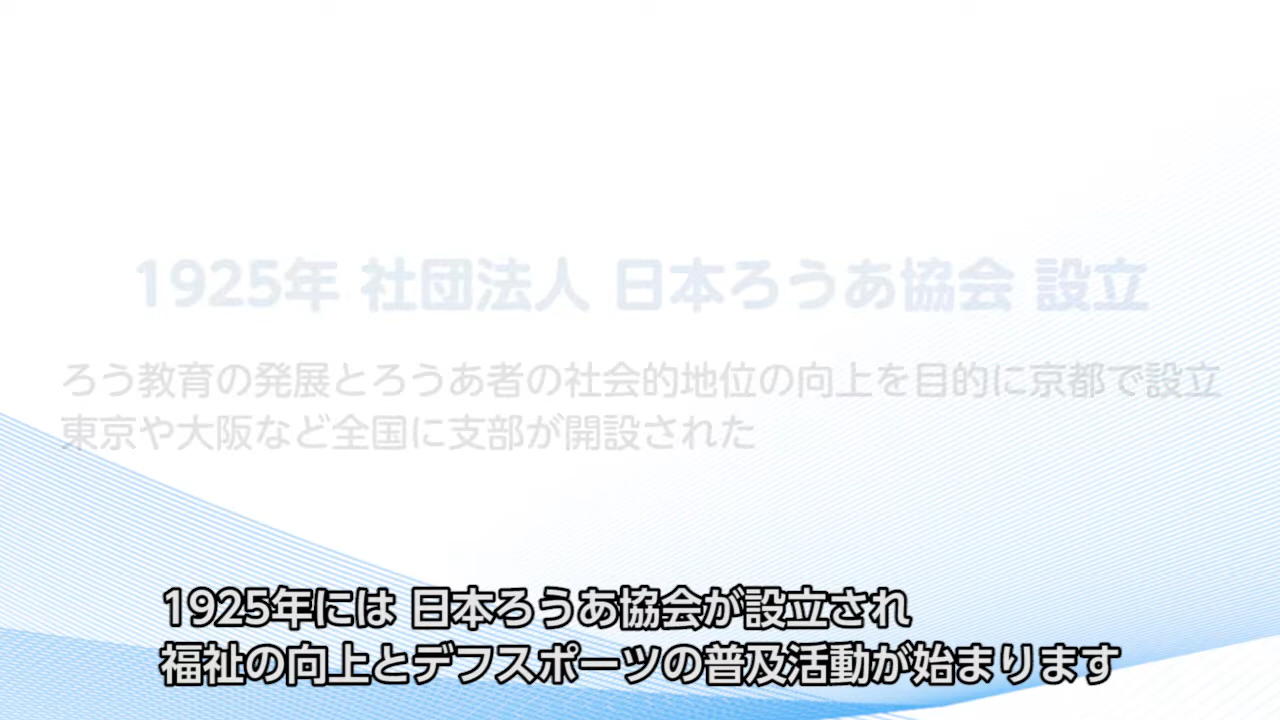 1925年 社団法人 日本ろうあ協会 設立
ろう教育の発展とろうあ者の社会的地位の向上を目的に京都で設立
東京や大阪など全国に支部が開設された
1925年には 日本ろうあ協会が設立され
福祉の向上とデフスポーツの普及活動が始まります